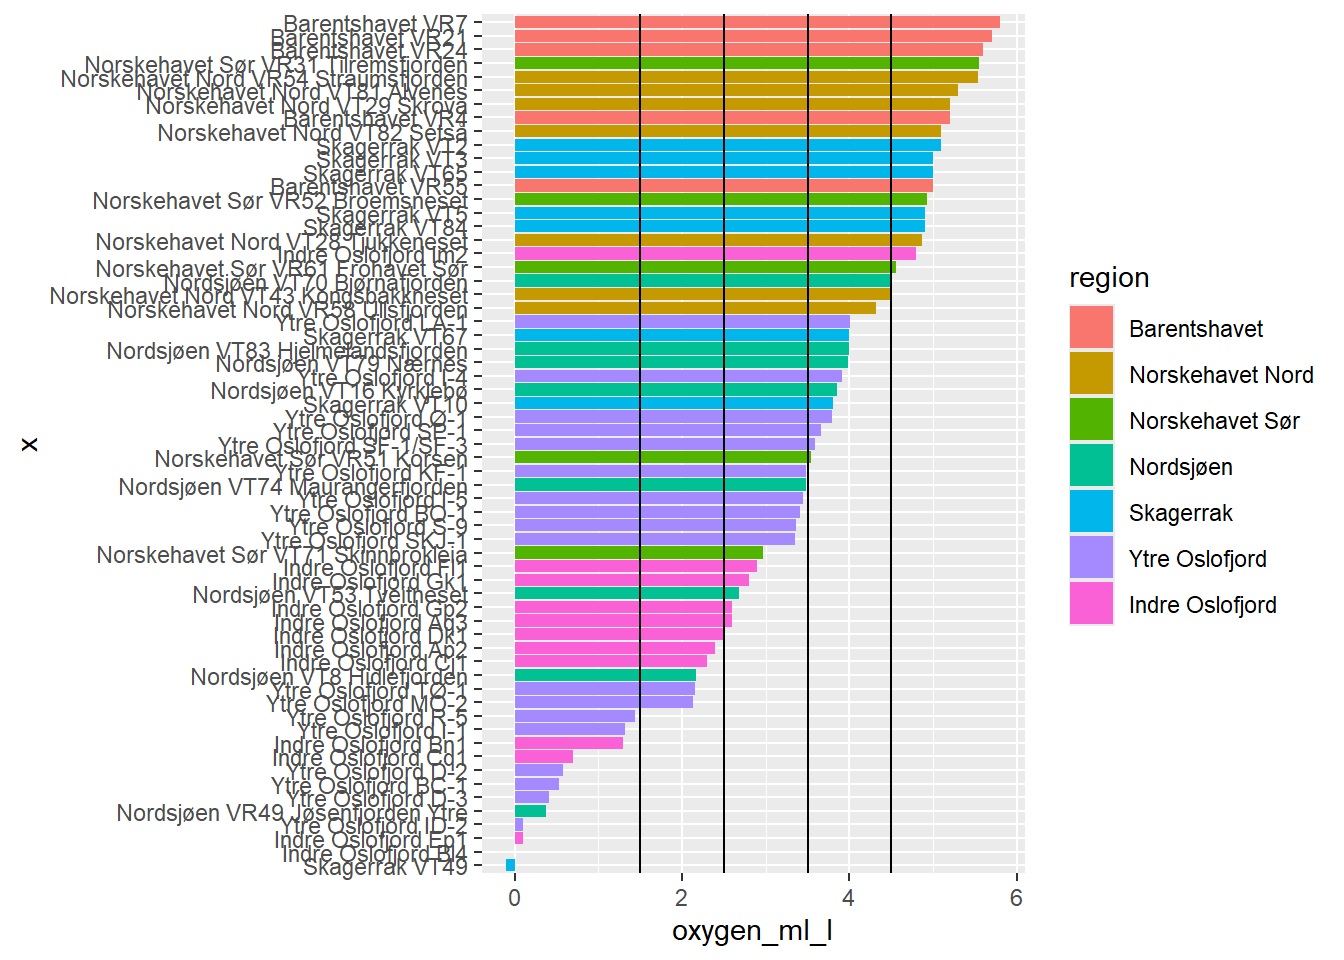 Barentshavet VR7
Barentshavet VR21
Barentshavet VR24
Norskehavet Sør VR31 Tilremsfjorden
Norskehavet Nord VR54 Straumsfjorden
Norskehavet Nord VT81 Alvenes
Norskehavet Nord VT29 Skrova
Barentshavet VR4
Norskehavet Nord VT82 Setså
Skagerrak VT2
Skagerrak VT3
Skagerrak VT65
Barentshavet VR55
Norskehavet Sør VR52 Broemsneset
Skagerrak VT5
Skagerrak VT84
Norskehavet Nord VT28 Tjukkeneset
Indre Oslofjord Im2
Norskehavet Sør VR61 Frohavet Sør
Nordsjøen VT70 Bjørnafjorden
Norskehavet Nord VT43 Kongsbakkneset
Norskehavet Nord VR58 Ullsfjorden
Ytre Oslofjord LA-1
Skagerrak VT67
Nordsjøen VT83 Hjelmelandsfjorden
Nordsjøen VT79 Nærnes
Ytre Oslofjord I-4
Nordsjøen VT16 Kyrkjebø
Skagerrak VT10
Ytre Oslofjord Ø-1
Ytre Oslofjord SP-1
Ytre Oslofjord SF-1/SF-3
Norskehavet Sør VR51 Korsen
Ytre Oslofjord KF-1
Nordsjøen VT74 Maurangerfjorden
Ytre Oslofjord I-5
Ytre Oslofjord BO-1
Ytre Oslofjord S-9
Ytre Oslofjord SKJ-1
Norskehavet Sør VT71 Skinnbrokleia
Indre Oslofjord Fl1
Indre Oslofjord Gk1
Nordsjøen VT53 Tveitneset
Indre Oslofjord Gp2
Indre Oslofjord Ap3
Indre Oslofjord Dk1
Indre Oslofjord Ap2
Indre Oslofjord Cj1
Nordsjøen VT8 Hidlefjorden
Ytre Oslofjord TØ-1
Ytre Oslofjord MO-2
Ytre Oslofjord R-5
Ytre Oslofjord I-1
Indre Oslofjord Bn1
Indre Oslofjord Cq1
Ytre Oslofjord D-2
Ytre Oslofjord BC-1
Ytre Oslofjord D-3
Nordsjøen VR49 Jøsenfjorden Ytre
Ytre Oslofjord ID-2
Indre Oslofjord Ep1
Indre Oslofjord Bl4
Skagerrak VT49
x
0 2 4 6
oxygen_ml_l
region
Barentshavet
Norskehavet Nord
Norskehavet Sør
Nordsjøen
Skagerrak
Ytre Oslofjord
Indre Oslofjord